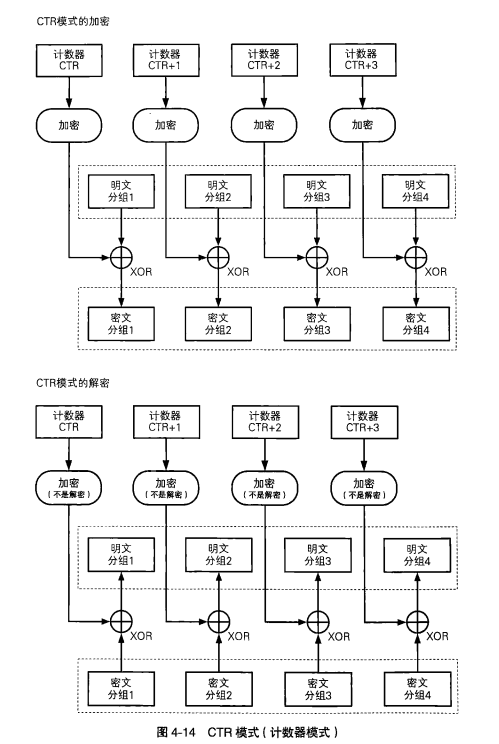 CTR模式的加密
计数器 计数器 计数器 计数器
CTR CTR+1 CTR+2 CTR+3
加密 加密 加密 加密
明文 明文 明文 明文
分组1 分组2 分组3 分组4
XOR XOR XOR XOR
密文 密文 密文 密文
分组1 分组2 分组3 分组4
CTR模式的解密
计数器 计数器 计数器 计数器
CTR CTR+1 CTR+2 CTR+3
加密 加密 加密 加密
(不是解密) (不是解密) (不是解密) (不是解密)
明文 明文 明文 明文
分组1 分组2 分组3 分组4
XOR XOR XOR XOR
密文 密文 密文 密文
分组1 分组2 分组3 分组4
图 4-14 CTR 模式(计数器模式)